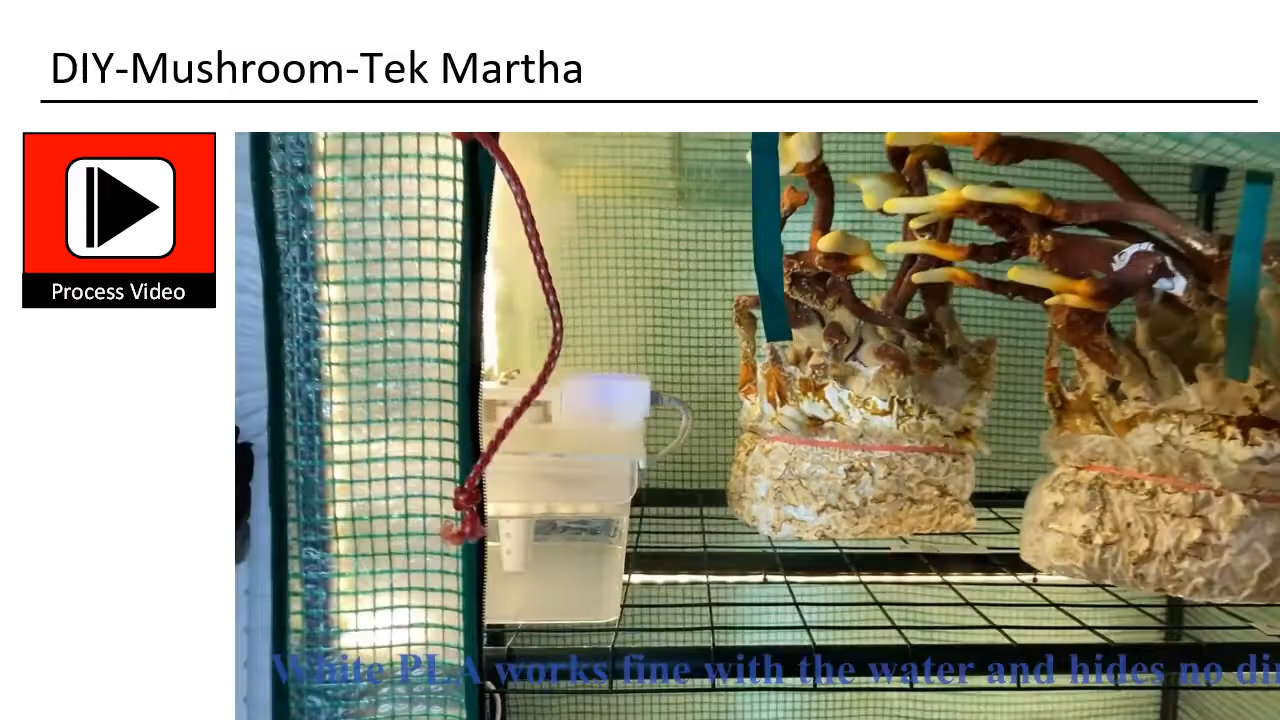 DIY-Mushroom-Tek Martha
Process Video
White PLA works fine with the water and hides no